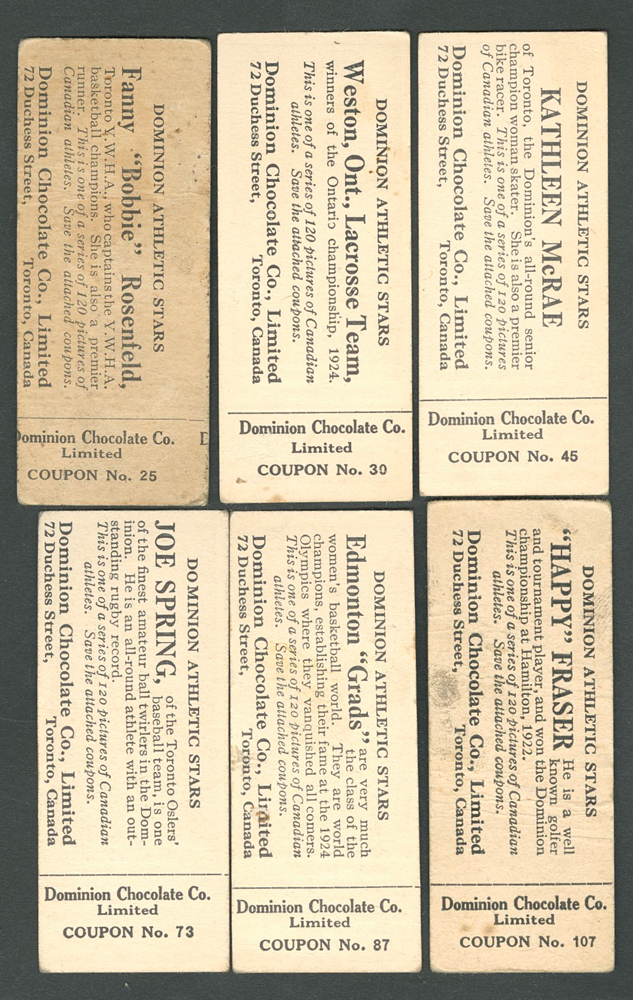 DOMINION ATHLETIC STARS
Fanny "Bobbie" Rosenfeld,
Toronto Y.W.H.A., who captains the Y.W.H.A.
basketball champions. She is also a premier
runner. This is one of a series of 120 pictures of
Canadian athletes. Save the attached coupons.
Dominion Chocolate Co., Limited
72 Duchess Street, Toronto, Canada
Dominion Chocolate Co.
Limited
COUPON No. 25
DOMINION ATHLETIC STARS
Weston, Ont., Lacrosse Team,
winners of the Ontario championship, 1924.
This is one of a series of 120 pictures of Canadian
athletes. Save the attached coupons.
Dominion Chocolate Co., Limited
72 Duchess Street, Toronto, Canada
Dominion Chocolate Co.
Limited
COUPON No. 30
DOMINION ATHLETIC STARS
KATHLEEN McRAE
of Toronto, the Dominion's all-round senior
champion woman skater. She is also a premier
bike racer. This is one of a series of 120 pictures
of Canadian athletes. Save the attached coupons.
Dominion Chocolate Co., Limited
72 Duchess Street, Toronto, Canada
Dominion Chocolate Co.
Limited
COUPON No. 45
DOMINION ATHLETIC STARS
JOE SPRING, of the Toronto Oslers'
baseball team, is one
of the finest amateur ball twirlers in the Dom-
inion. He is an all-round athlete with an out-
standing rugby record.
This is one of a series of 120 pictures of Canadian
athletes. Save the attached coupons.
Dominion Chocolate Co., Limited
72 Duchess Street, Toronto, Canada
Dominion Chocolate Co.
Limited
COUPON No. 73
DOMINION ATHLETIC STARS
Edmonton "Grads" are very much
the class of the
women's basketball world. They are world
champions, establishing their fame at the 1924
Olympics where they vanquished all comers.
This is one of a series of 120 pictures of Canadian
athletes. Save the attached coupons.
Dominion Chocolate Co., Limited
72 Duchess Street, Toronto, Canada
Dominion Chocolate Co.
Limited
COUPON No. 87
DOMINION ATHLETIC STARS
"HAPPY" FRASER He is a well
known golfer
and tournament player, and won the Dominion
championship at Hamilton, 1922.
This is one of a series of 120 pictures of Canadian
athletes. Save the attached coupons.
Dominion Chocolate Co., Limited
72 Duchess Street, Toronto, Canada
Dominion Chocolate Co.
Limited
COUPON No. 107